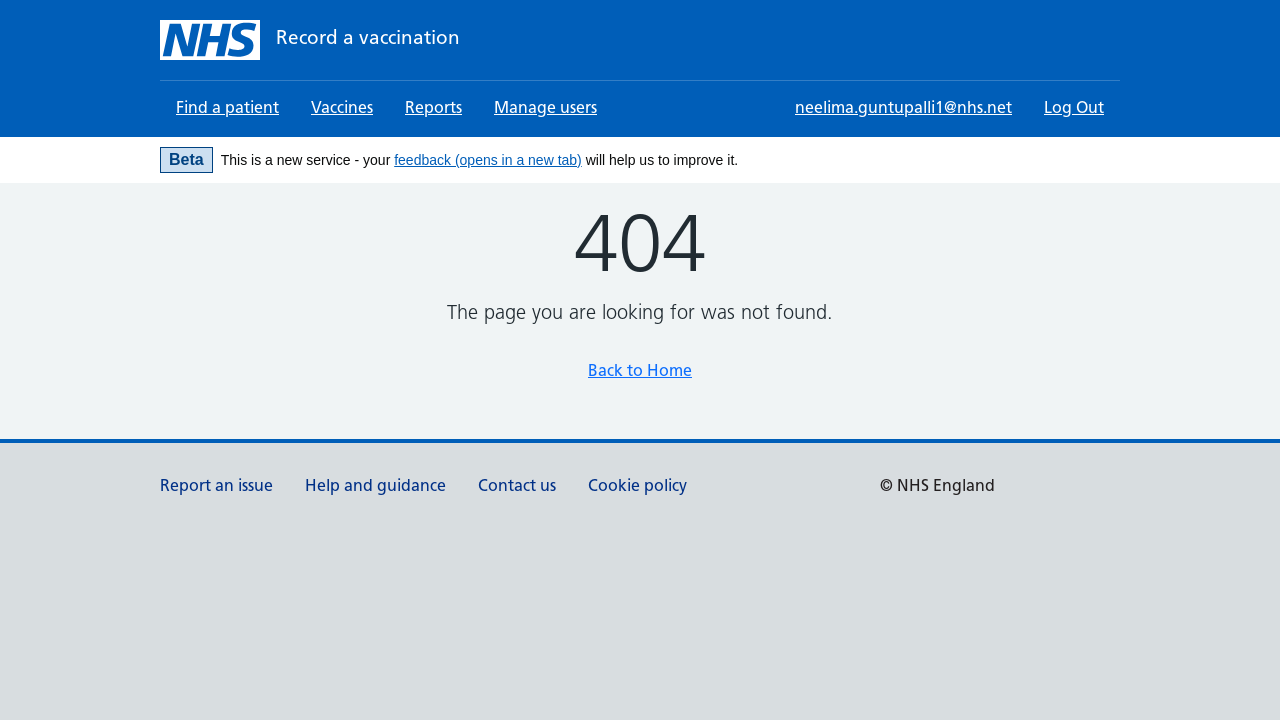 NHS Record a vaccination
Find a patient Vaccines Reports Manage users neelima.guntupalli1@nhs.net Log Out
Beta This is a new service - your feedback (opens in a new tab) will help us to improve it.
404
The page you are looking for was not found.
Back to Home
Report an issue Help and guidance Contact us Cookie policy © NHS England